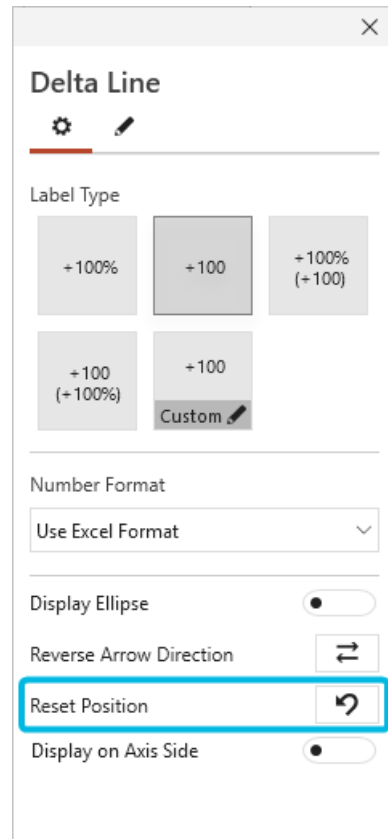 Delta Line
Label Type
+100%
+100
+100%
(+100)
+100
(+100%)
+100
Custom
Number Format
Use Excel Format
Display Ellipse
Reverse Arrow Direction
Reset Position
Display on Axis Side